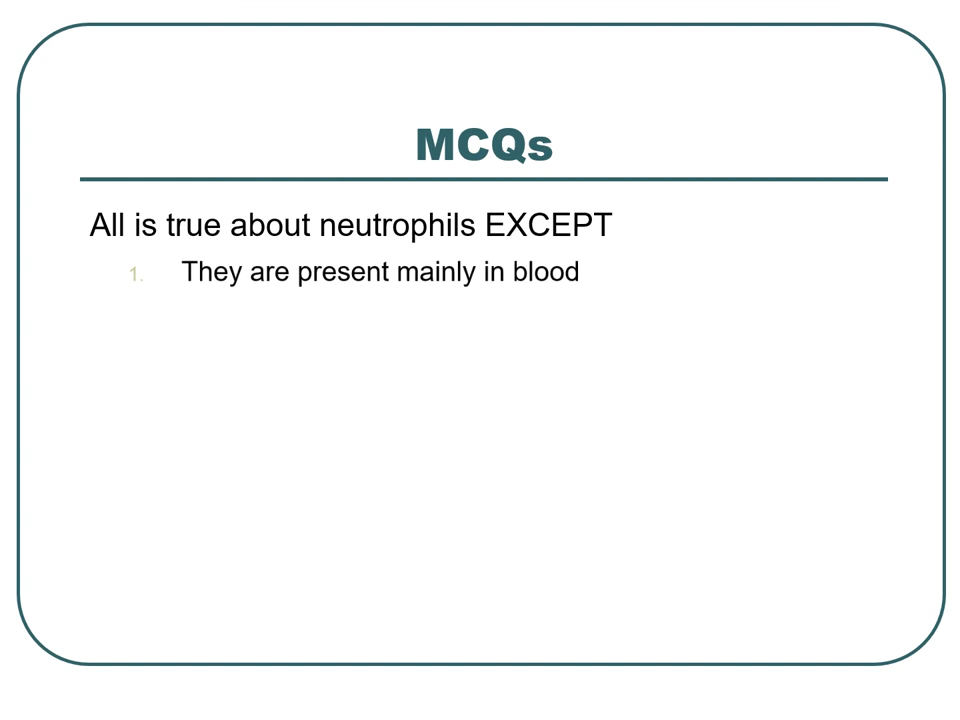 MCQs
All is true about neutrophils EXCEPT
1. They are present mainly in blood